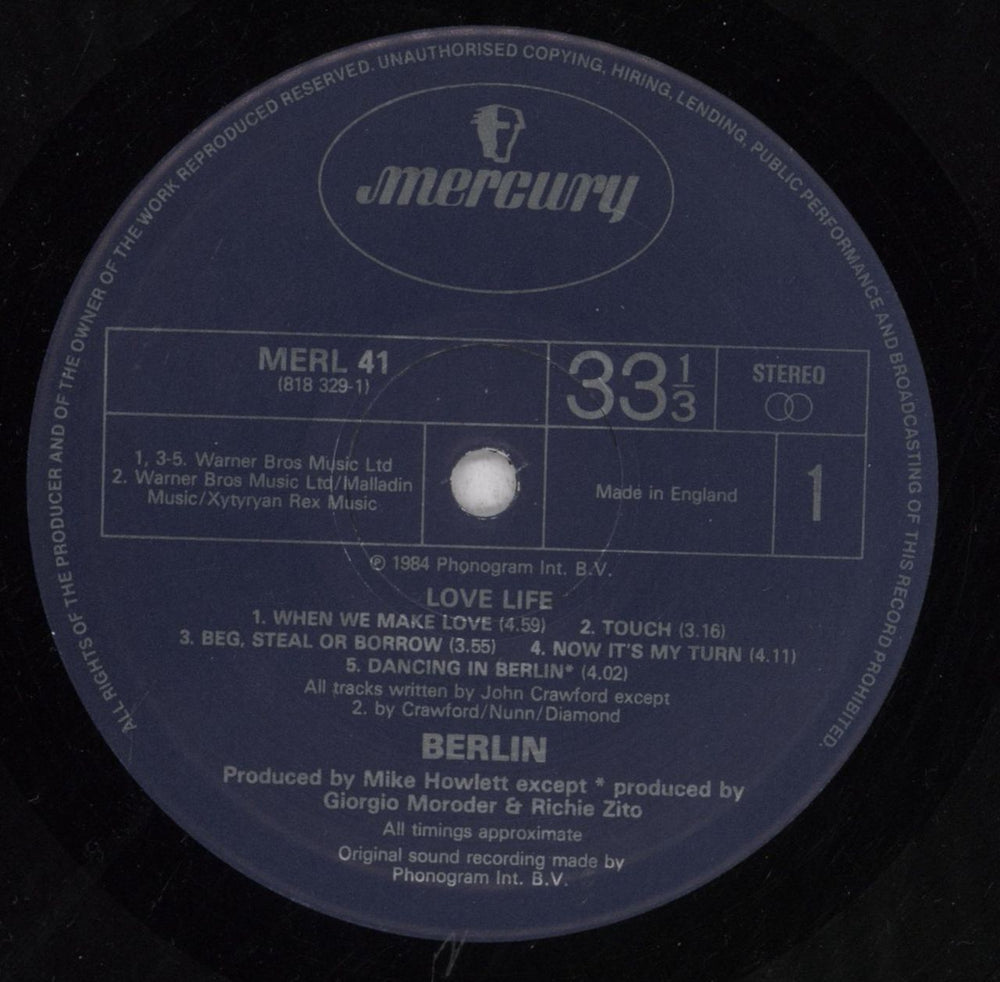 ALL RIGHTS OF THE PRODUCER AND OF THE OWNER OF THE WORK REPRODUCED RESERVED. UNAUTHORISED COPYING, HIRING, LENDING, PUBLIC PERFORMANCE AND BROADCASTING OF THIS RECORD PROHIBITED.
mercury
MERL 41
(818 329-1)
33 1/3
STEREO
1, 3-5. Warner Bros Music Ltd
2. Warner Bros Music Ltd/Malladin
Music/Xytyryan Rex Music
Made in England
1
℗ 1984 Phonogram Int. B.V.
LOVE LIFE
1. WHEN WE MAKE LOVE (4.59) 2. TOUCH (3.16)
3. BEG, STEAL OR BORROW (3.55) 4. NOW IT'S MY TURN (4.11)
5. DANCING IN BERLIN* (4.02)
All tracks written by John Crawford except
2. by Crawford/Nunn/Diamond
BERLIN
Produced by Mike Howlett except * produced by
Giorgio Moroder & Richie Zito
All timings approximate
Original sound recording made by
Phonogram Int. B.V.